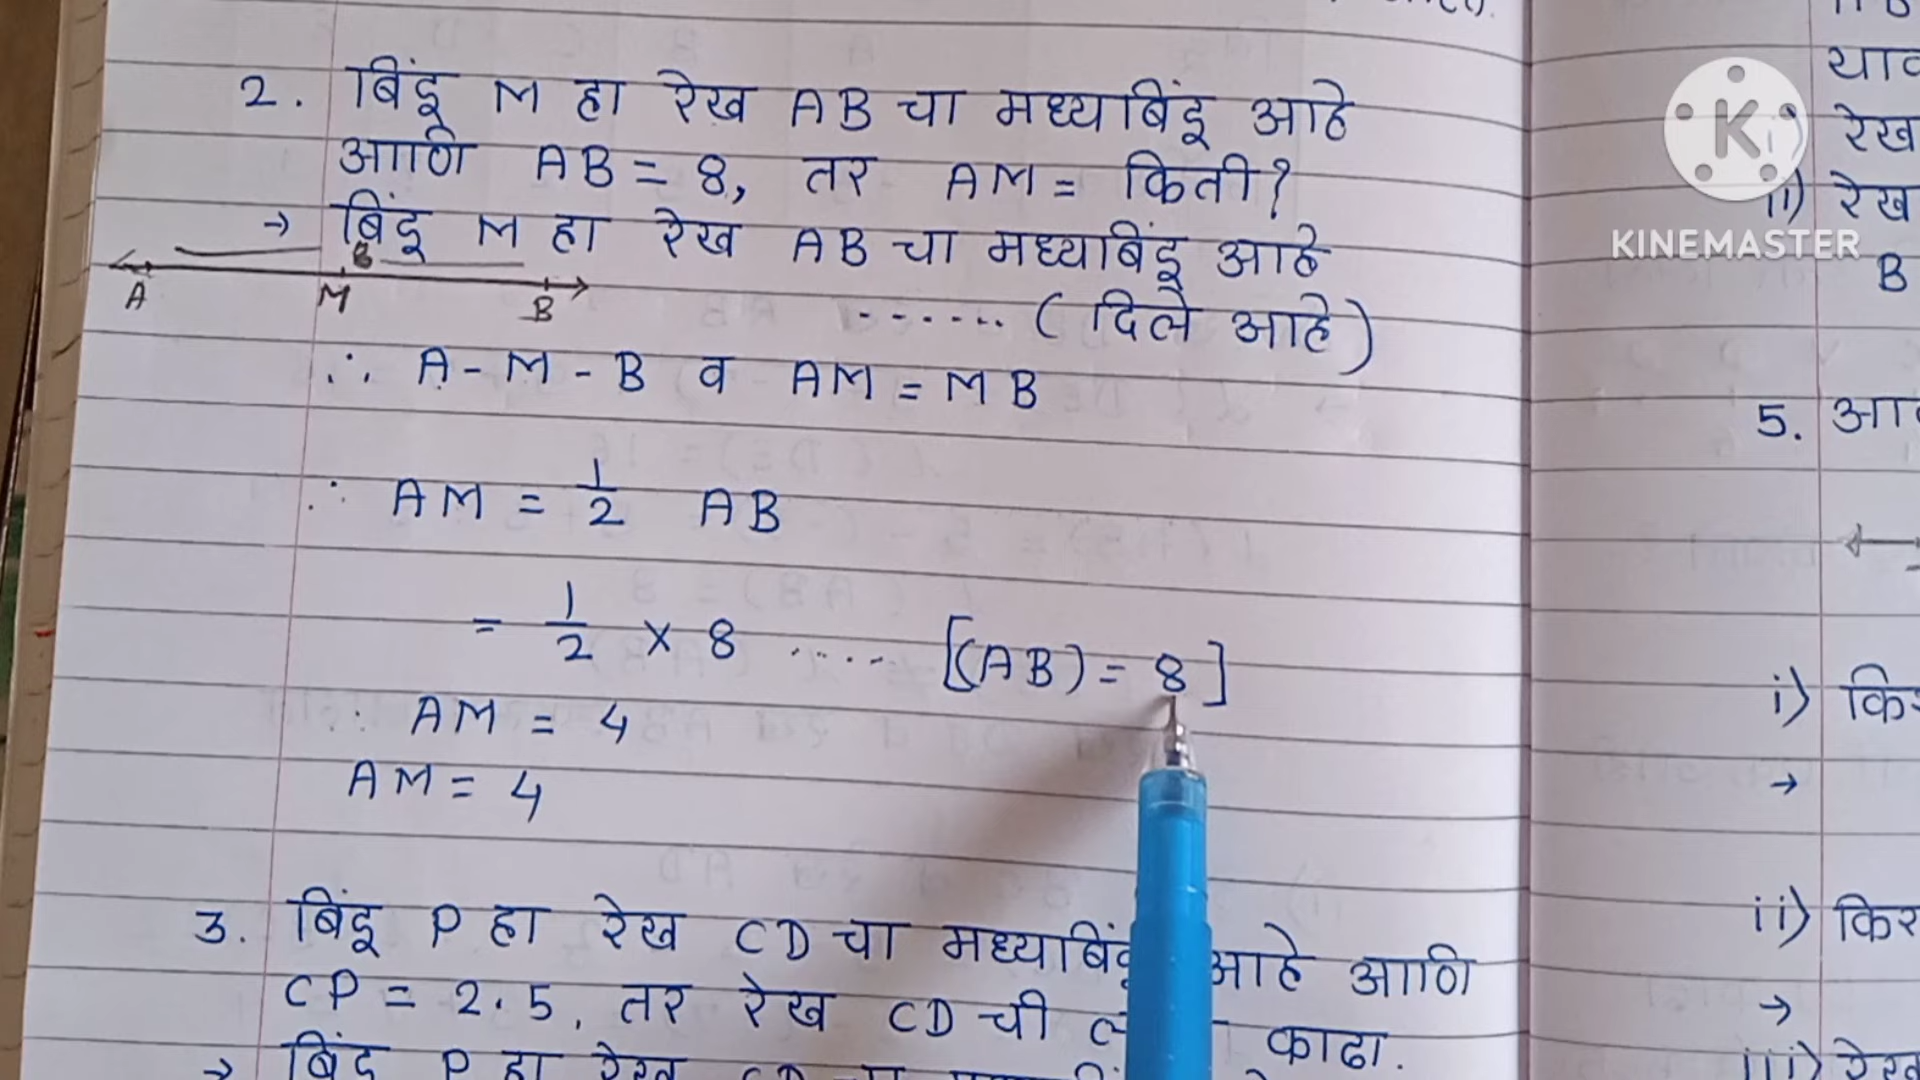 2. बिंदू M हा रेख AB चा मध्यबिंदू आहे
आणि AB = 8, तर AM = किती?
→ बिंदू M हा रेख AB चा मध्यबिंदू आहे
A M B
...... ( दिले आहे )
∴ A - M - B व AM = MB
∴ AM = 1/2 AB
= 1/2 × 8 ..... [(AB) = 8]
∴ AM = 4
AM = 4
3. बिंदू P हा रेख CD चा आहे आणि
CP = 2.5, तर रेख CD ची काढा.
→ बिंदू P हा रेख
याव
i) रेख
ii) रेख
B
5.
i)
→
ii)
→
iii)
K
KINEMASTER